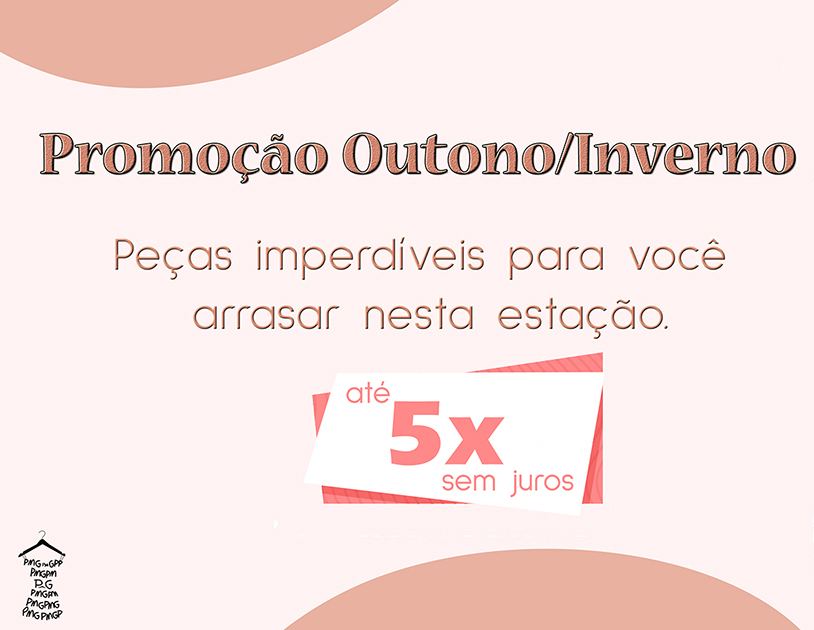 Promoção Outono/Inverno
Peças imperdíveis para você
arrasar nesta estação.
até
5x
sem juros